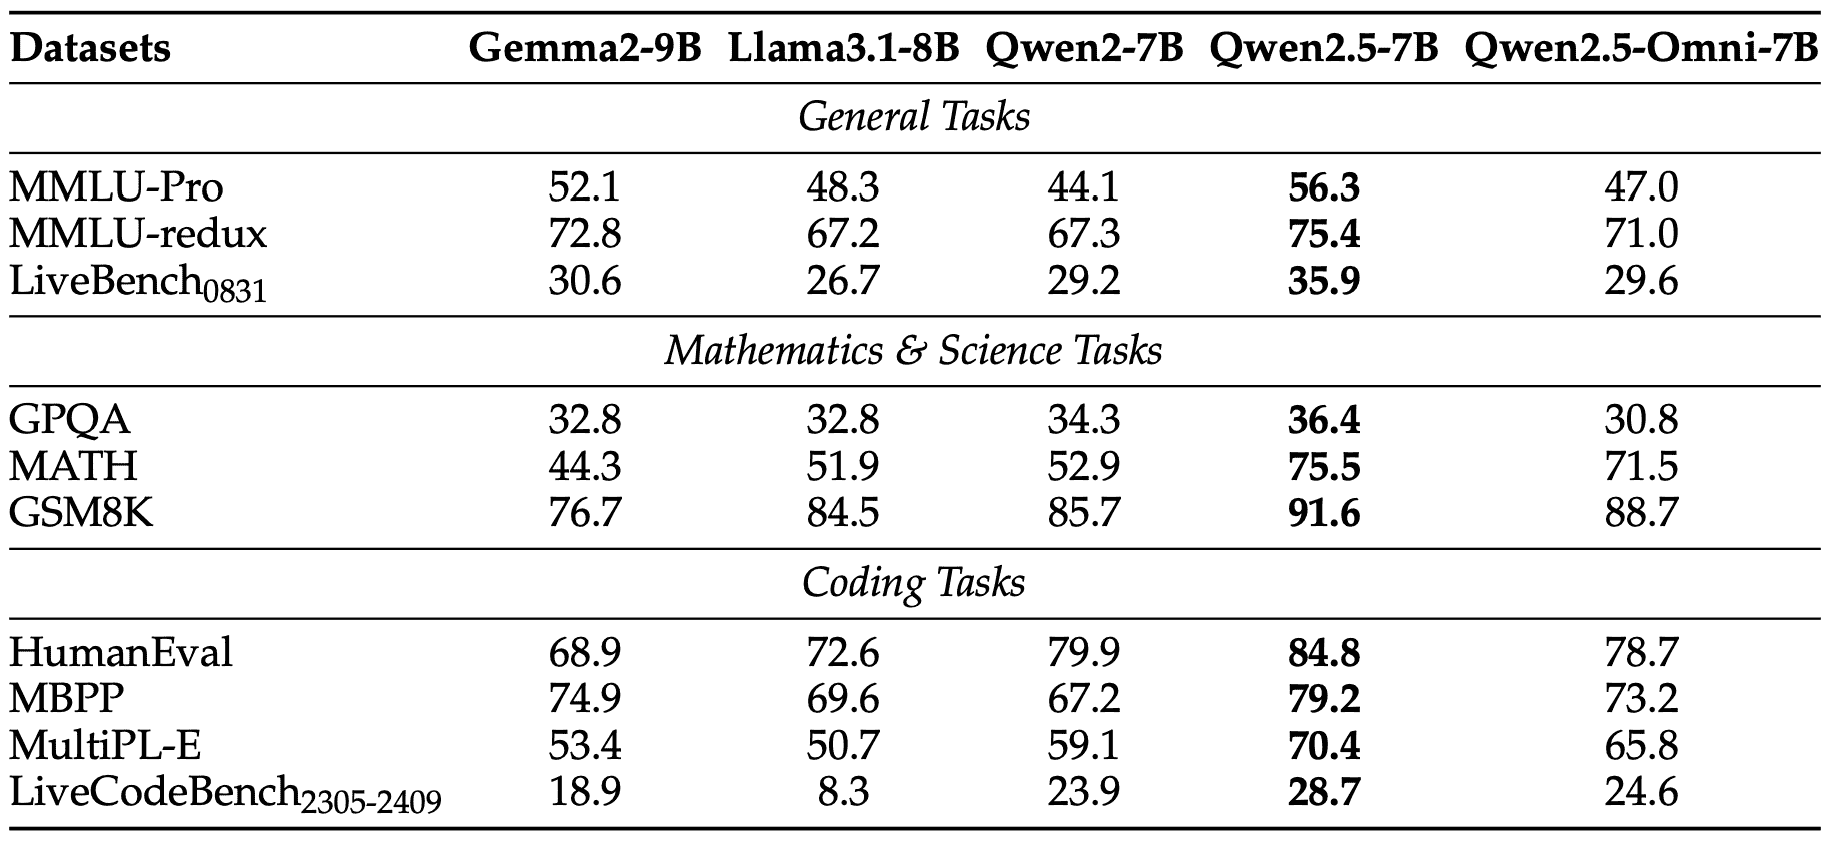 Datasets Gemma2-9B Llama3.1-8B Qwen2-7B Qwen2.5-7B Qwen2.5-Omni-7B
General Tasks
MMLU-Pro 52.1 48.3 44.1 56.3 47.0
MMLU-redux 72.8 67.2 67.3 75.4 71.0
LiveBench0831 30.6 26.7 29.2 35.9 29.6
Mathematics & Science Tasks
GPQA 32.8 32.8 34.3 36.4 30.8
MATH 44.3 51.9 52.9 75.5 71.5
GSM8K 76.7 84.5 85.7 91.6 88.7
Coding Tasks
HumanEval 68.9 72.6 79.9 84.8 78.7
MBPP 74.9 69.6 67.2 79.2 73.2
MultiPL-E 53.4 50.7 59.1 70.4 65.8
LiveCodeBench2305-2409 18.9 8.3 23.9 28.7 24.6